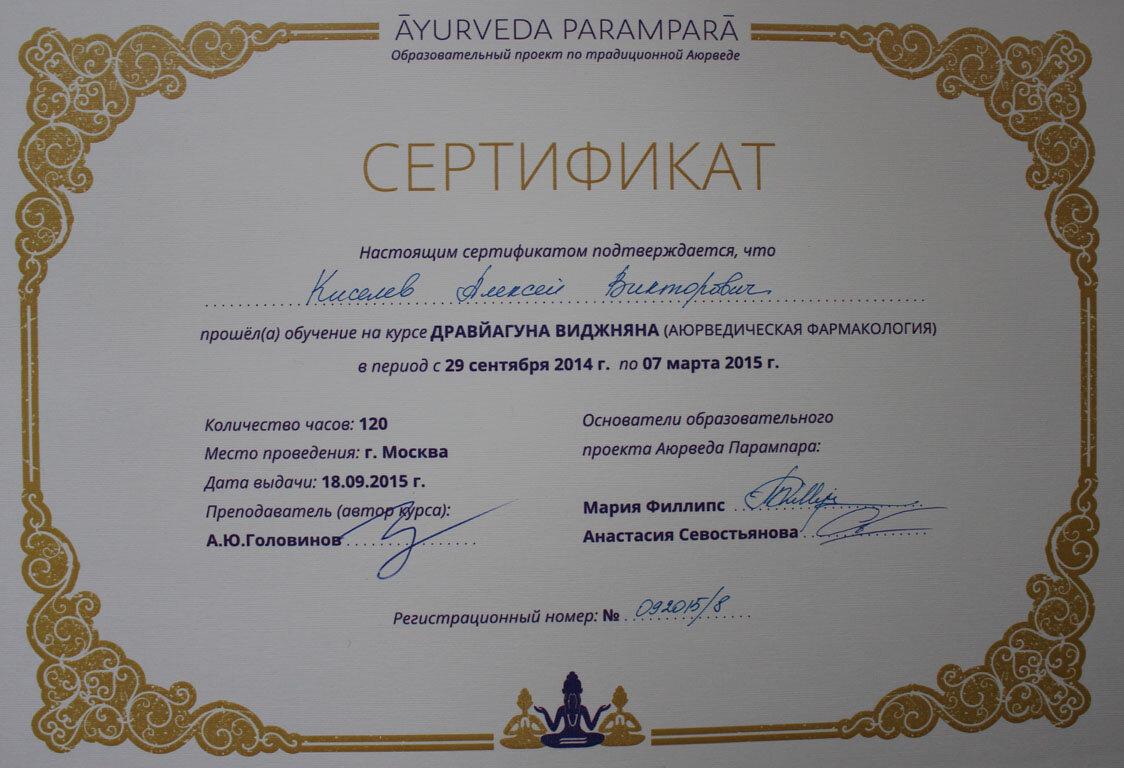 ĀYURVEDA PARAMPARĀ
Образовательный проект по традиционной Аюрведе
СЕРТИФИКАТ
Настоящим сертификатом подтверждается, что
Киселев Алексей Викторович
прошёл(а) обучение на курсе ДРАВЙАГУНА ВИДЖНЯНА (АЮРВЕДИЧЕСКАЯ ФАРМАКОЛОГИЯ)
в период с 29 сентября 2014 г. по 07 марта 2015 г.
Количество часов: 120
Место проведения: г. Москва
Дата выдачи: 18.09.2015 г.
Преподаватель (автор курса):
А.Ю.Головинов
Основатели образовательного
проекта Аюрведа Парампара:
Мария Филлипс
Анастасия Севостьянова
Регистрационный номер: № 092015/8